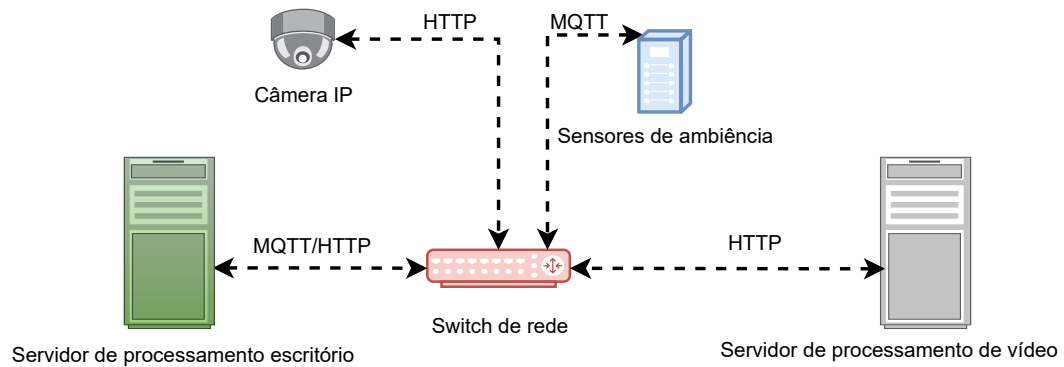 HTTP
MQTT
Câmera IP
Sensores de ambiência
MQTT/HTTP
HTTP
Switch de rede
Servidor de processamento escritório
Servidor de processamento de vídeo